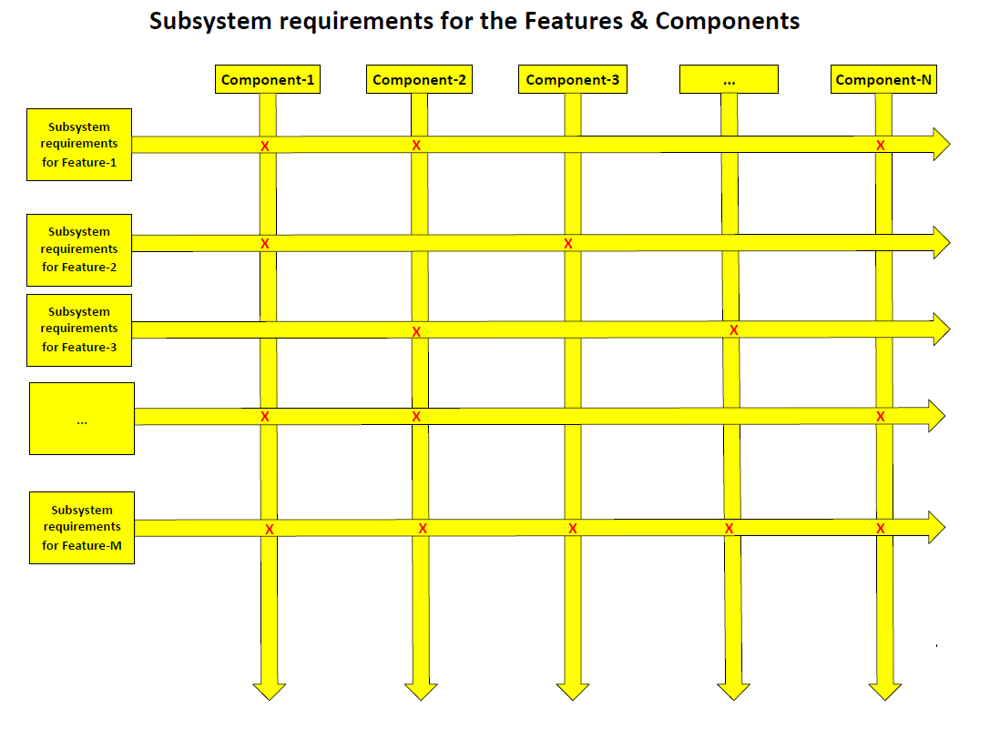 Subsystem requirements for the Features & Components
Component-1 Component-2 Component-3 ... Component-N
Subsystem
requirements
for Feature-1
X X X
Subsystem
requirements
for Feature-2
X X
Subsystem
requirements
for Feature-3
X X
...
X X X
Subsystem
requirements
for Feature-M
X X X X X